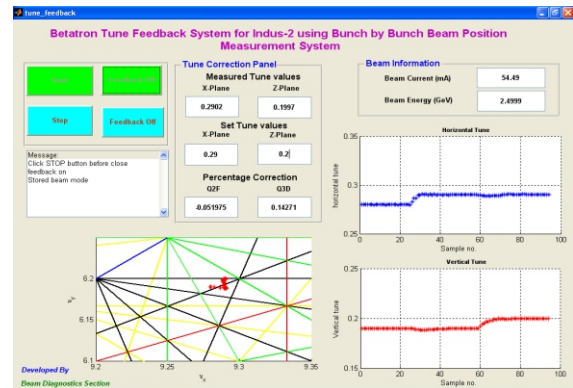 tune_feedback
Betatron Tune Feedback System for Indus-2 using Bunch by Bunch Beam Position
Measurement System
Stop
Feedback Off
Message:
Click STOP button before close
feedback on
Stored beam mode
Tune Correction Panel
Measured Tune values
X-Plane Z-Plane
0.2902 0.1997
Set Tune values
X-Plane Z-Plane
0.29 0.2
Percentage Correction
Q2F Q3D
-0.051975 0.14271
Beam Information
Beam Current (mA) 54.49
Beam Energy (GeV) 2.4999
Horizontal Tune
horizontal tune
0.35
0.3
0.25
0 20 40 60 80 100
Sample no.
Vertical Tune
Vertical tune
0.25
0.2
0.15
0 20 40 60 80 100
Sample no.
6.2
6.15
6.1
9.2 9.25 9.3 9.35
Developed By
Beam Diagnostics Section